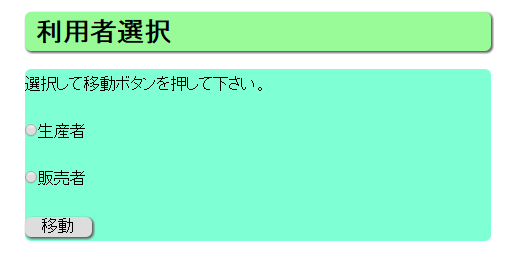 利用者選択
選択して移動ボタンを押して下さい。
生産者
販売者
移動